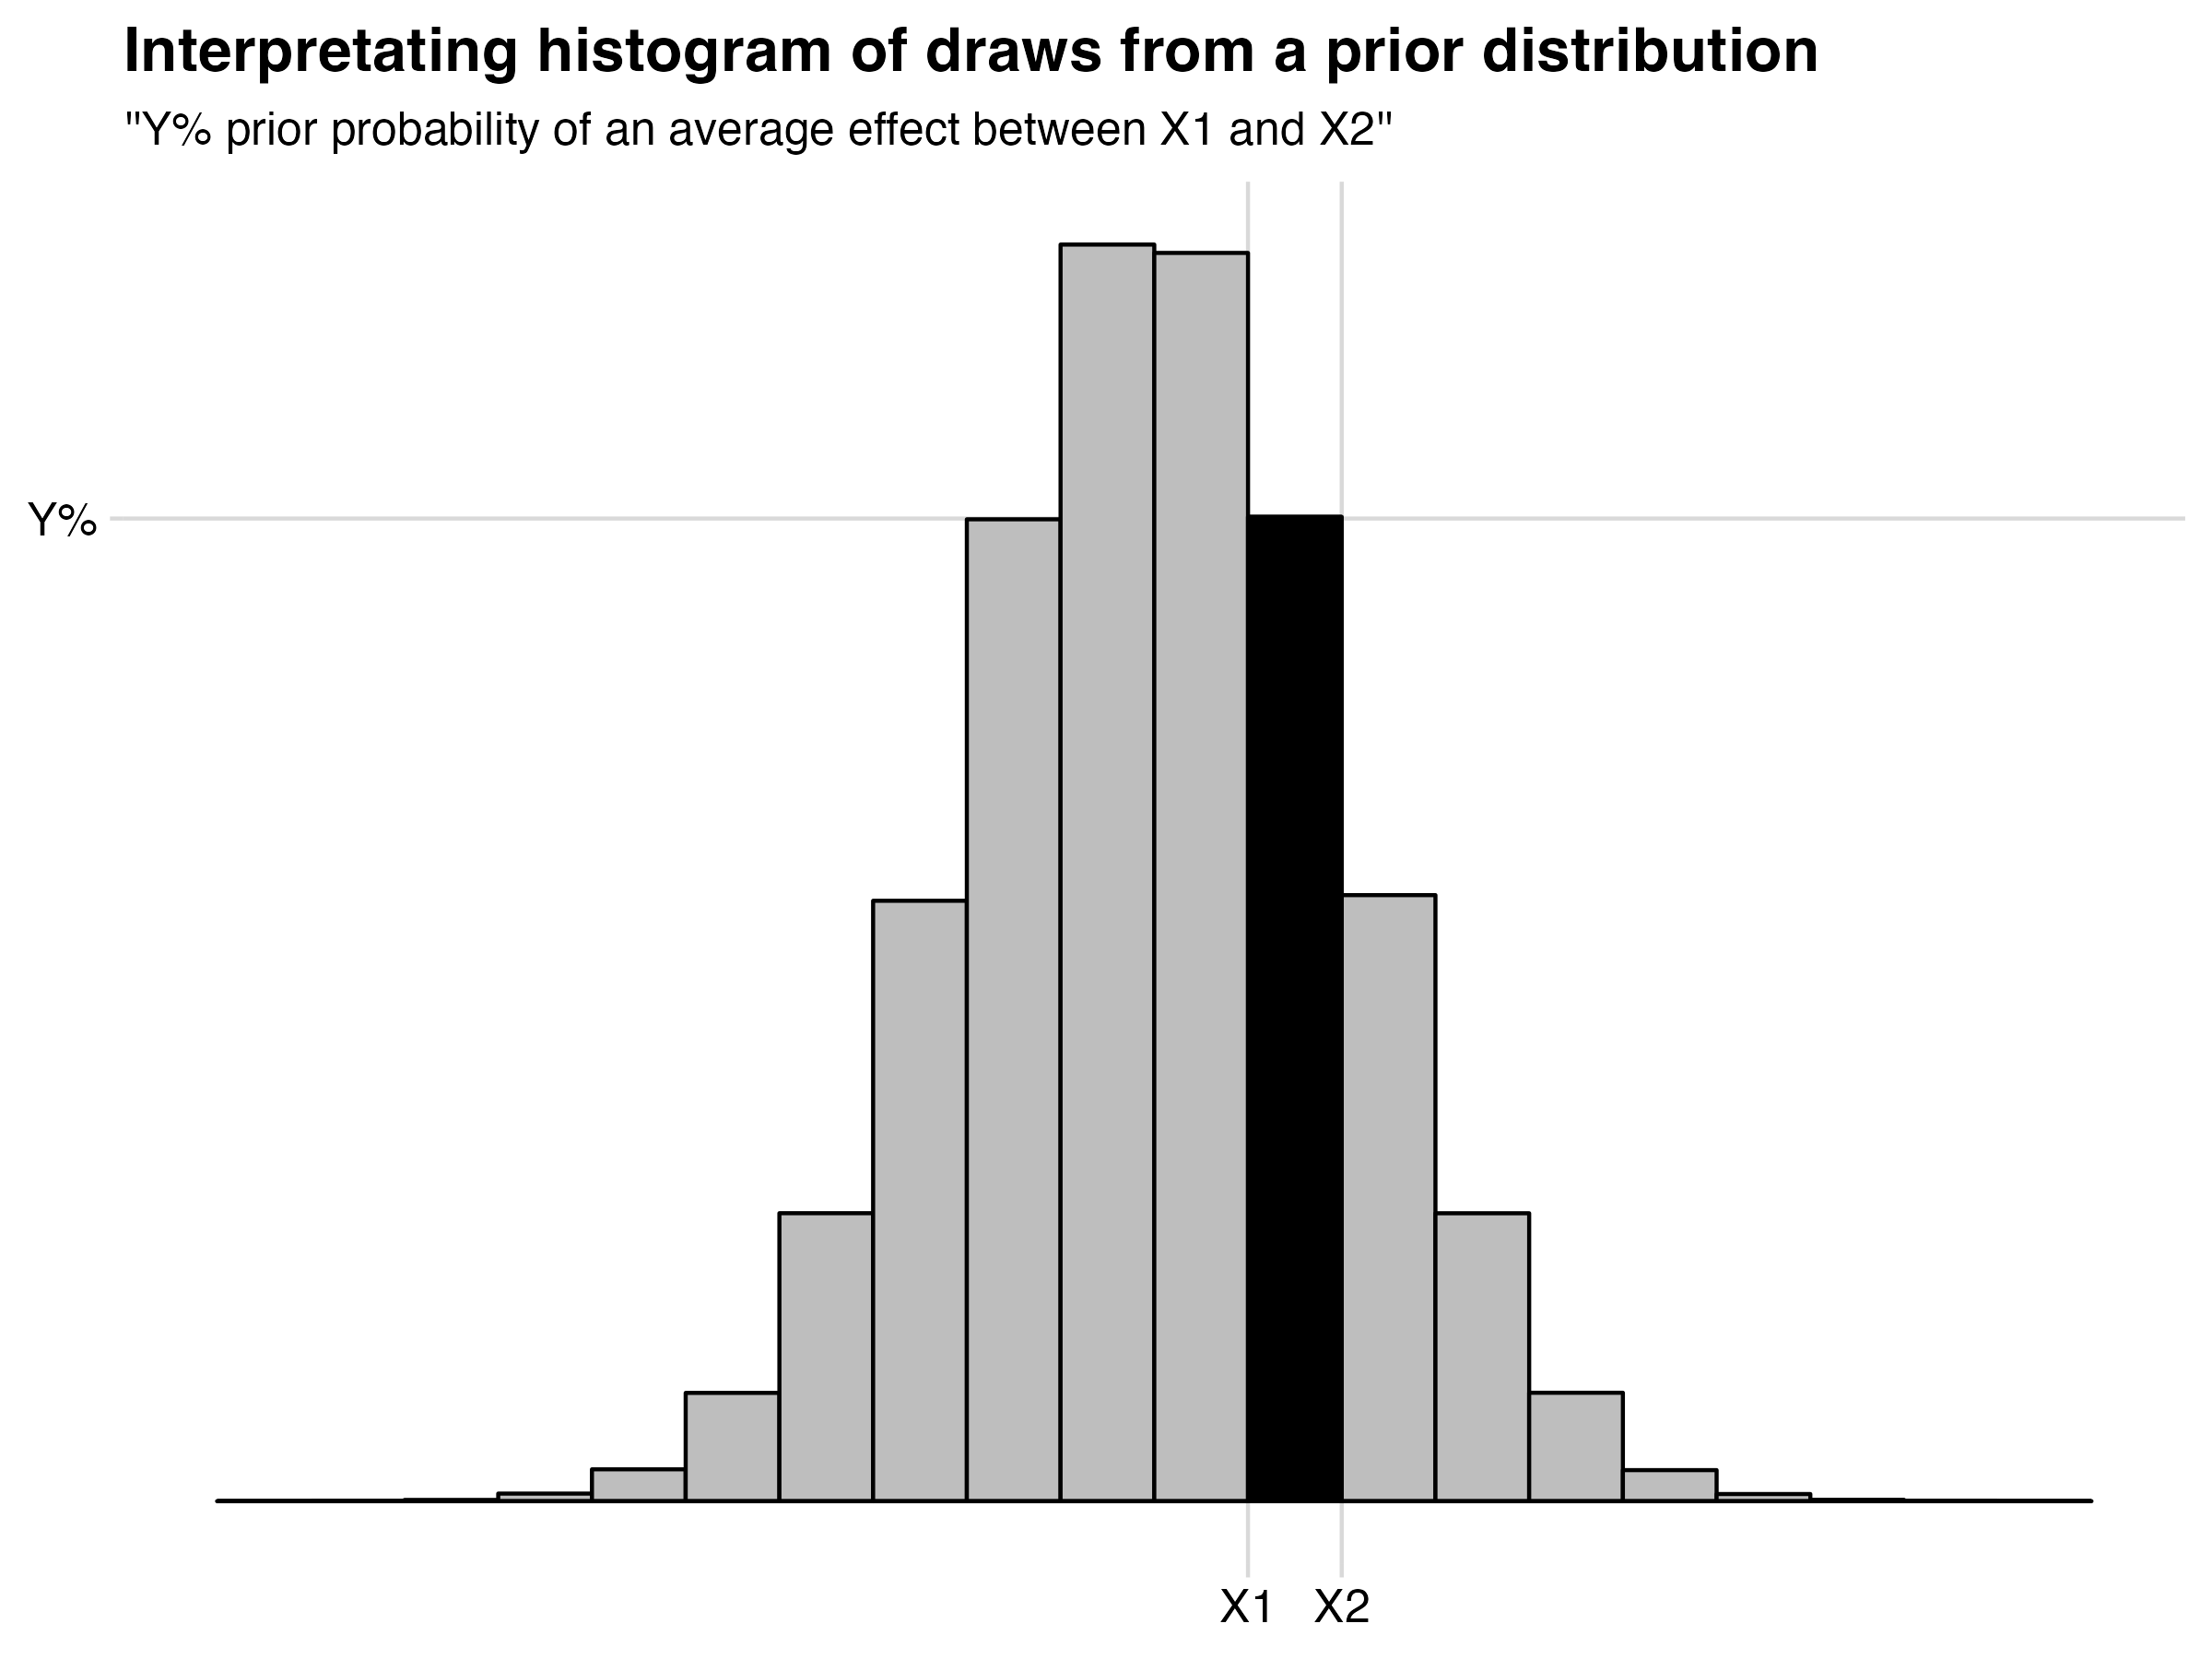 Interpretating histogram of draws from a prior distribution
"Y% prior probability of an average effect between X1 and X2"
Y%
X1 X2